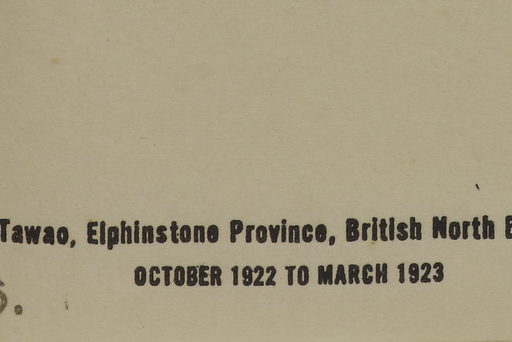 Tawao, Elphinstone Province, British North
OCTOBER 1922 TO MARCH 1923